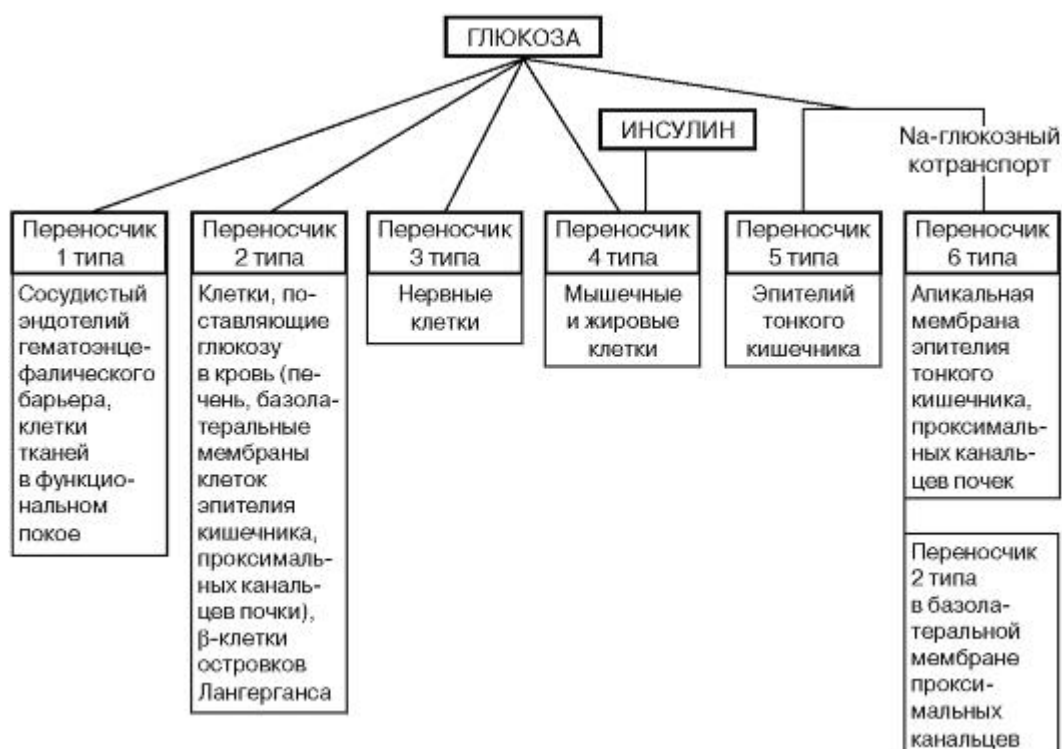 ГЛЮКОЗА
ИНСУЛИН
Na-глюкозный
котранспорт
Переносчик
1 типа
Сосудистый
эндотелий
гематоэнце-
фалического
барьера,
клетки
тканей
в функцио-
нальном
покое
Переносчик
2 типа
Клетки, по-
ставляющие
глюкозу
в кровь (пе-
чень, базола-
теральные
мембраны
клеток
эпителия
кишечника,
проксималь-
ных каналь-
цев почки),
β-клетки
островков
Лангерганса
Переносчик
3 типа
Нервные
клетки
Переносчик
4 типа
Мышечные
и жировые
клетки
Переносчик
5 типа
Эпителий
тонкого
кишечника
Переносчик
6 типа
Апикальная
мембрана
эпителия
тонкого
кишечника,
проксималь-
ных каналь-
цев почек
Переносчик
2 типа
в базола-
теральной
мембране
прокси-
мальных
канальцев